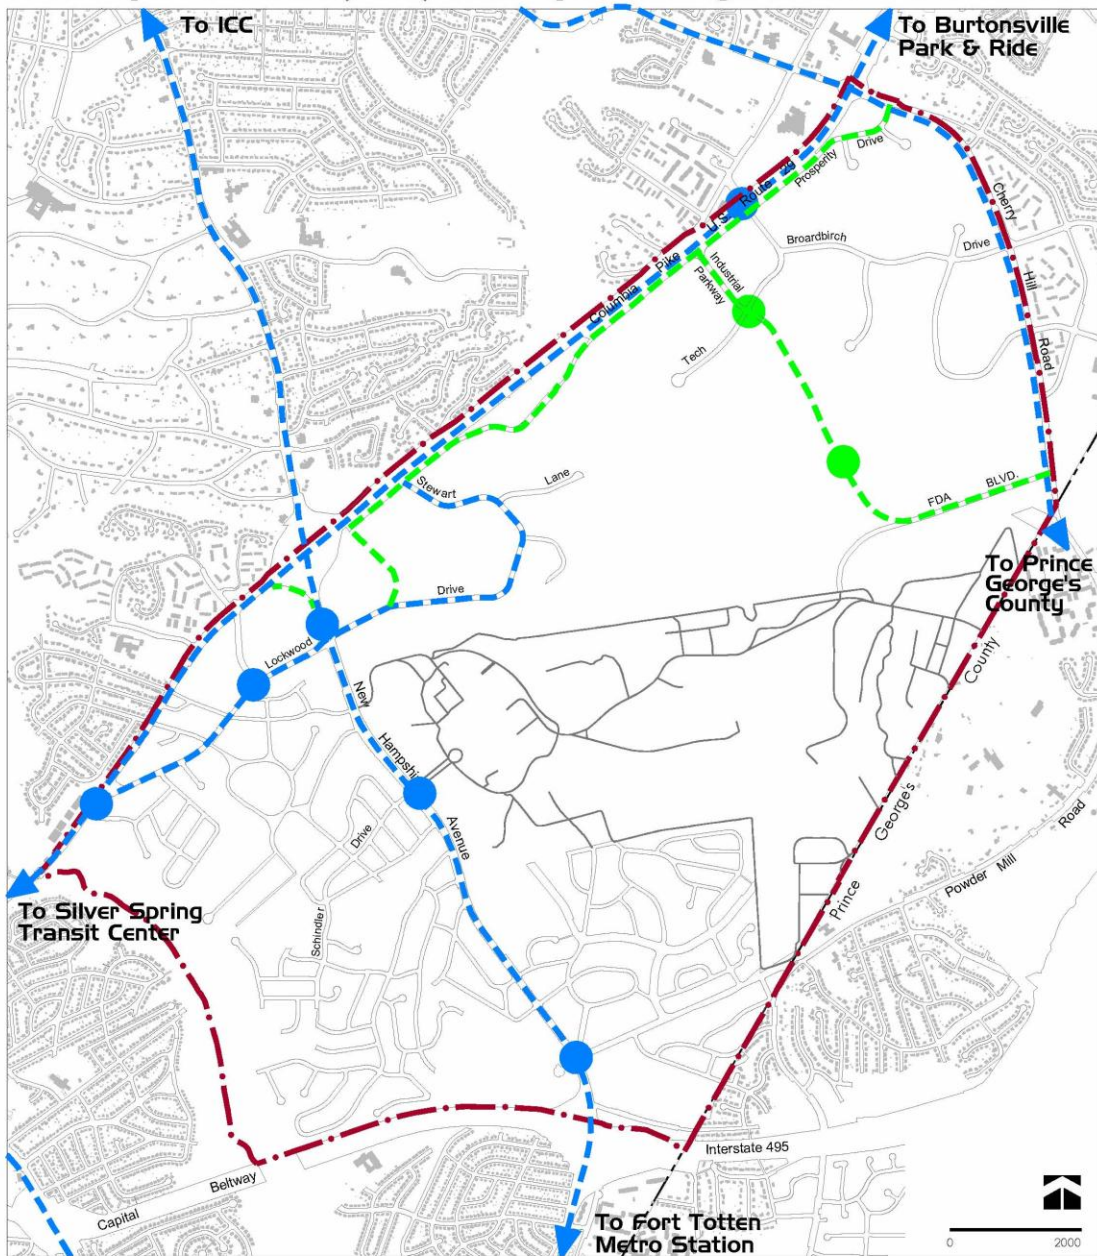 To ICC
To Burtonsville
Park & Ride
Drive
Prosperity
U.S. Route 29
Cherry
Hill
Road
Broardbirch
Drive
Industrial
Parkway
Columbia Pike
Tech
Stewart
Lane
FDA BLVD.
To Prince
George's
County
Drive
Lockwood
New
Hampshire
Avenue
County
George's
Prince
Drive
Schindler
Powder Mill Road
To Silver Spring
Transit Center
Interstate 495
Capital Beltway
To Fort Totten
Metro Station
0 2000